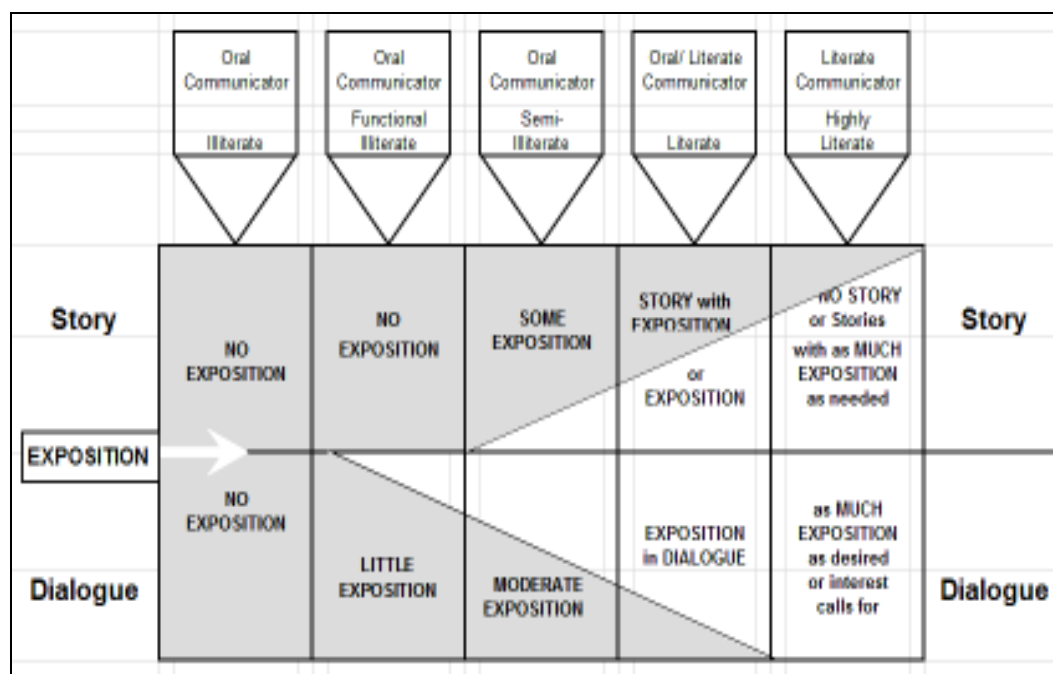 Oral
Communicator
Illiterate
Oral
Communicator
Functional
Illiterate
Oral
Communicator
Semi-
Illiterate
Oral/ Literate
Communicator
Literate
Literate
Communicator
Highly
Literate
Story
NO
EXPOSITION
NO
EXPOSITION
SOME
EXPOSITION
STORY with
EXPOSITION
or
EXPOSITION
NO STORY
or Stories
with as MUCH
EXPOSITION
as needed
Story
EXPOSITION
Dialogue
NO
EXPOSITION
LITTLE
EXPOSITION
MODERATE
EXPOSITION
EXPOSITION
in DIALOGUE
as MUCH
EXPOSITION
as desired
or interest
calls for
Dialogue